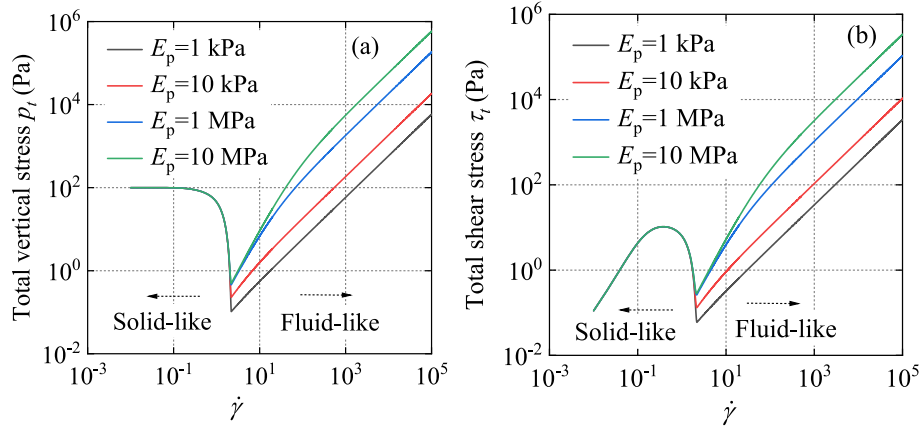 (a)
E_p=1 kPa
E_p=10 kPa
E_p=1 MPa
E_p=10 MPa
Total vertical stress p_t (Pa)
10^6
10^4
10^2
10^0
10^-2
Solid-like
Fluid-like
10^-3
10^-1
10^1
10^3
10^5
γ̇
(b)
E_p=1 kPa
E_p=10 kPa
E_p=1 MPa
E_p=10 MPa
Total shear stress τ_t (Pa)
10^6
10^4
10^2
10^0
10^-2
Solid-like
Fluid-like
10^-3
10^-1
10^1
10^3
10^5
γ̇